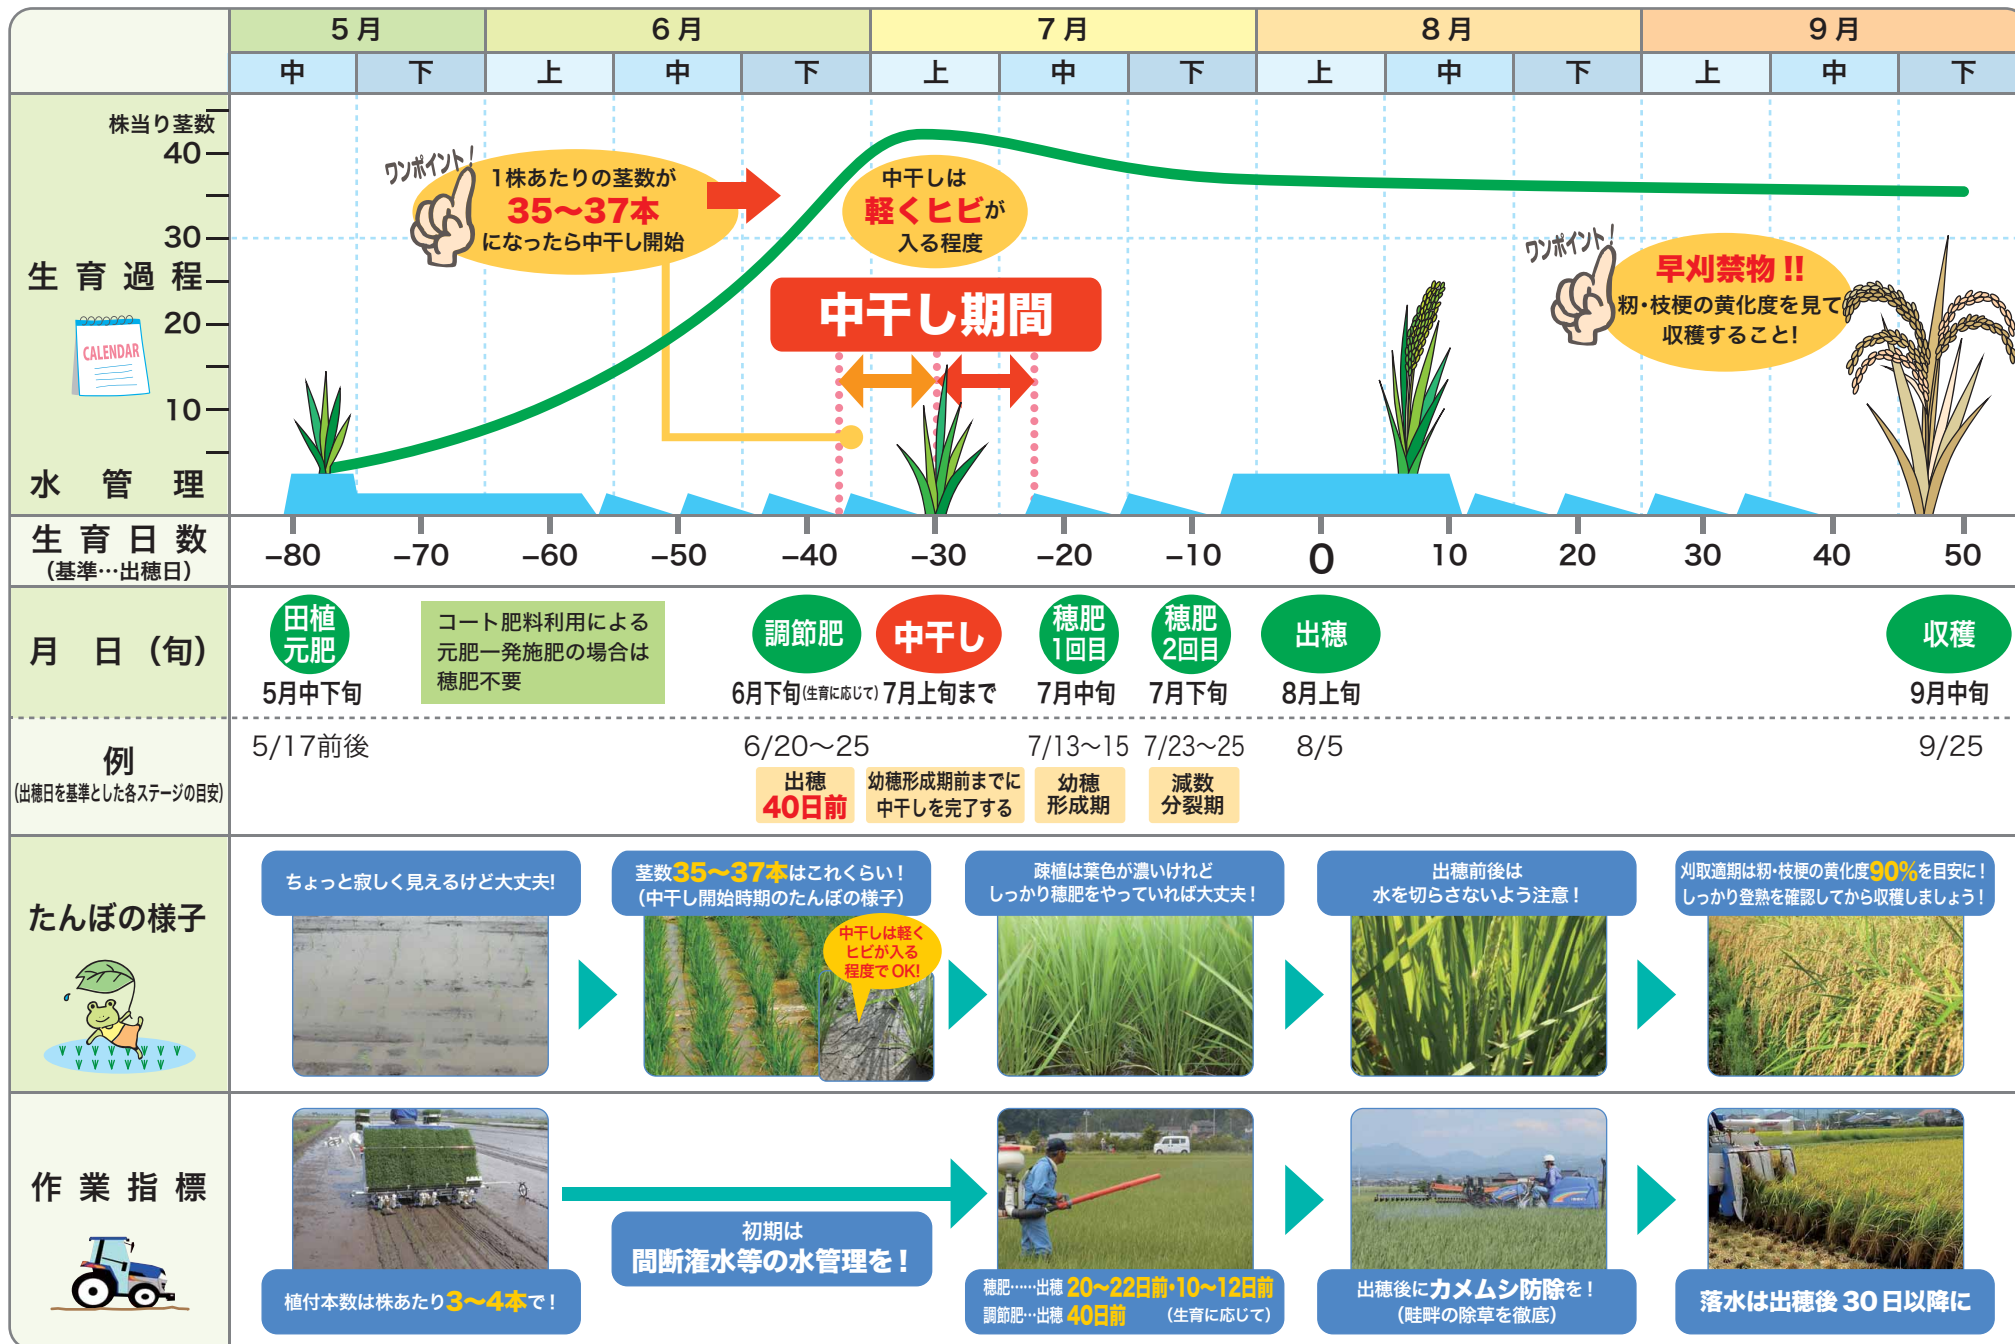 5月
6月
7月
8月
9月
中
下
上
中
下
上
中
下
上
中
下
上
中
下
株当り茎数
40
30
20
10
生育過程
CALENDAR
水管理
ワンポイント!
1株あたりの茎数が
35〜37本
になったら中干し開始
中干しは
軽くヒビが
入る程度
中干し期間
ワンポイント!
早刈禁物!!
籾・枝梗の黄化度を見て
収穫すること!
生育日数
(基準…出穂日)
–80
–70
–60
–50
–40
–30
–20
–10
0
10
20
30
40
50
月日(旬)
田植
元肥
5月中下旬
コート肥料利用による
元肥一発施肥の場合は
穂肥不要
調節肥
6月下旬(生育に応じて)
中干し
7月上旬まで
穂肥
1回目
7月中旬
穂肥
2回目
7月下旬
出穂
8月上旬
収穫
9月中旬
例
(出穂日を基準とした各ステージの目安)
5/17前後
6/20〜25
7/13〜15
7/23〜25
8/5
9/25
出穂
40日前
幼穂形成期前までに
中干しを完了する
幼穂
形成期
減数
分裂期
たんぼの様子
ちょっと寂しく見えるけど大丈夫!
茎数35〜37本はこれくらい!
(中干し開始時期のたんぼの様子)
中干しは軽く
ヒビが入る
程度でOK!
疎植は葉色が濃いけれど
しっかり穂肥をやっていれば大丈夫!
出穂前後は
水を切らさないよう注意!
刈取適期は籾・枝梗の黄化度90%を目安に!
しっかり登熟を確認してから収穫しましょう!
作業指標
植付本数は株あたり3〜4本で!
初期は
間断潅水等の水管理を!
穂肥……出穂20〜22日前・10〜12日前
調節肥…出穂40日前 (生育に応じて)
出穂後にカメムシ防除を!
(畦畔の除草を徹底)
落水は出穂後30日以降に